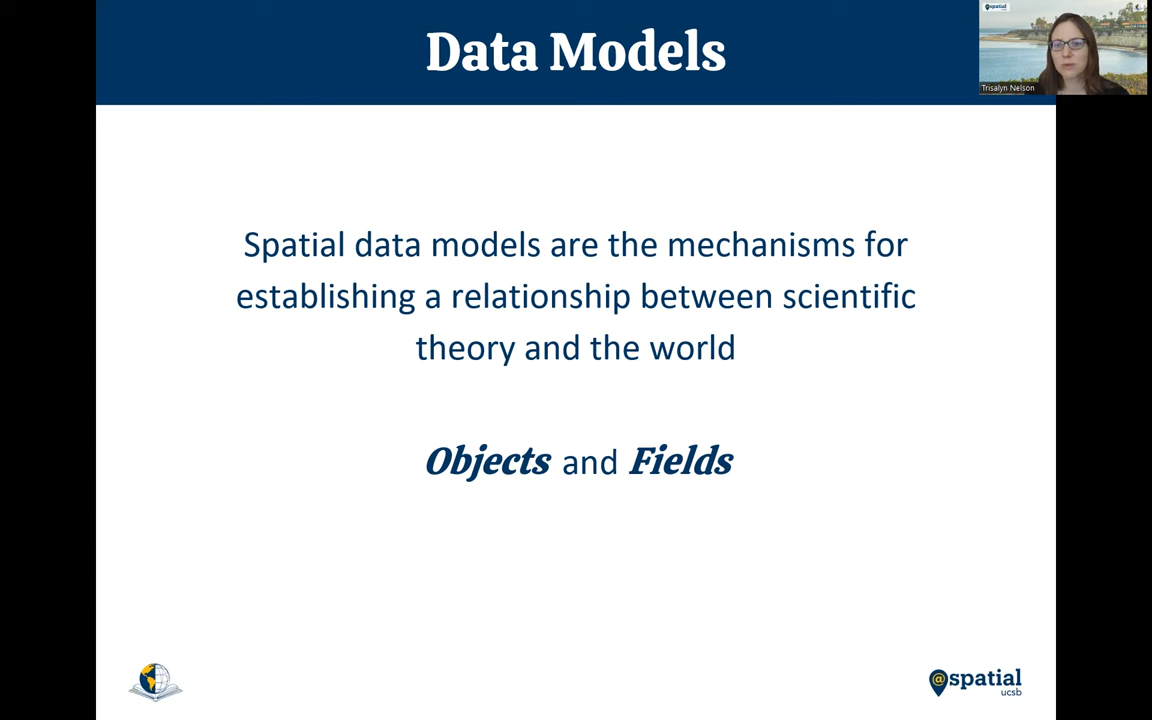 Data Models
spatial
Trisalyn Nelson
Spatial data models are the mechanisms for
establishing a relationship between scientific
theory and the world
Objects and Fields
@spatial
ucsb